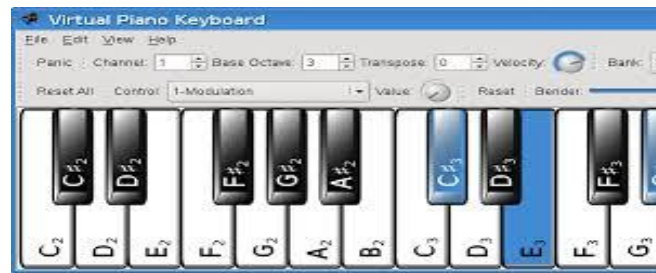 Virtual Piano Keyboard
File Edit View Help
Panic Channel: 1 Base Octave: 3 Transpose: 0 Velocity: Bank:
Reset All Control: 1-Modulation Value: Reset Bender:
C♯2 D♯2 F♯2 G♯2 A♯2 C♯3 D♯3 F♯3
C2 D2 E2 F2 G2 A2 B2 C3 D3 E3 F3 G3